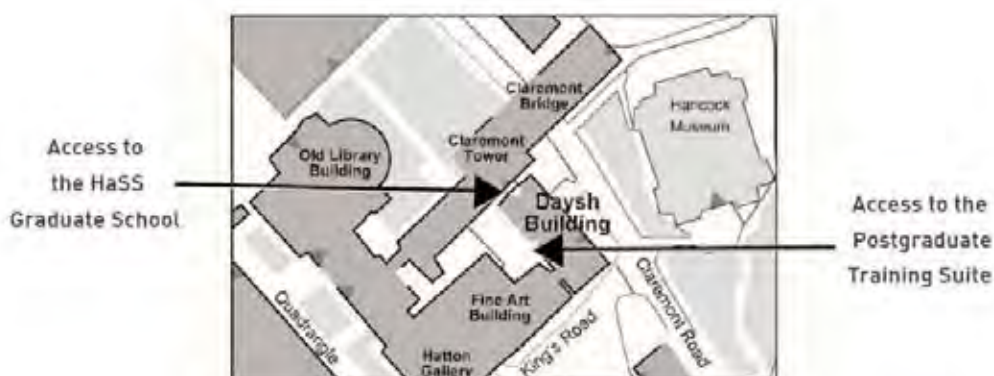 Claremont
Bridge
Hancock
Museum
Claremont
Tower
Old Library
Building
Access to
the HaSS
Graduate School
Daysh
Building
Access to the
Postgraduate
Training Suite
Fine Art
Building
Claremont Road
King's Road
Quadrangle
Hatton
Gallery